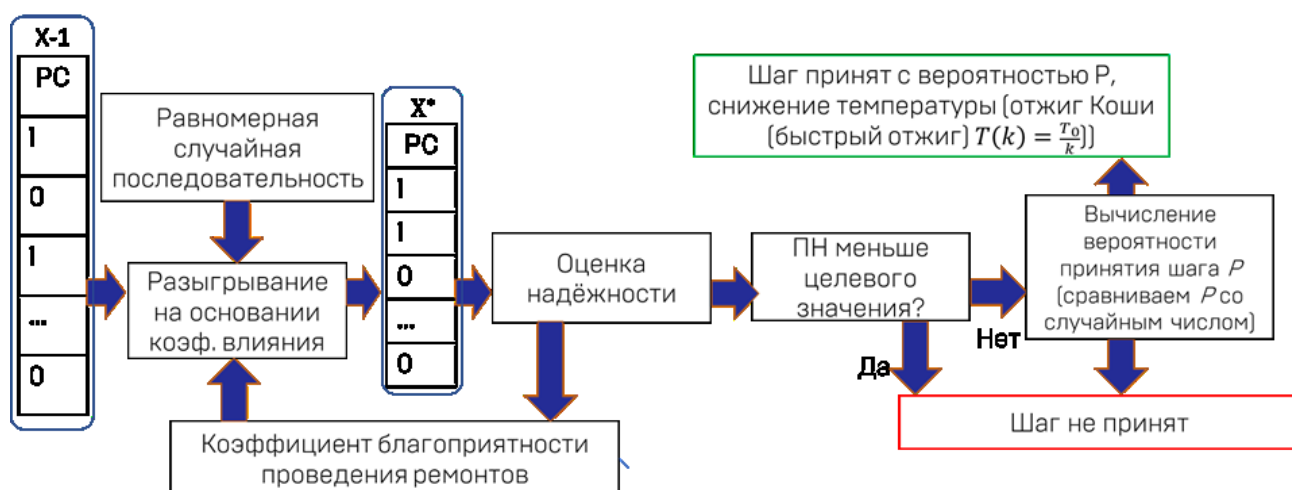 X-1
РС
1
0
1
...
0
Равномерная
случайная
последовательность
Разыгрывание
на основании
коэф. влияния
X*
РС
1
1
0
...
0
Коэффициент благоприятности
проведения ремонтов
Оценка
надёжности
ПН меньше
целевого
значения?
Да
Нет
Вычисление
вероятности
принятия шага P
(сравниваем P со
случайным числом)
Шаг принят с вероятностью P,
снижение температуры (отжиг Коши
(быстрый отжиг) T(k) = T₀/k))
Шаг не принят